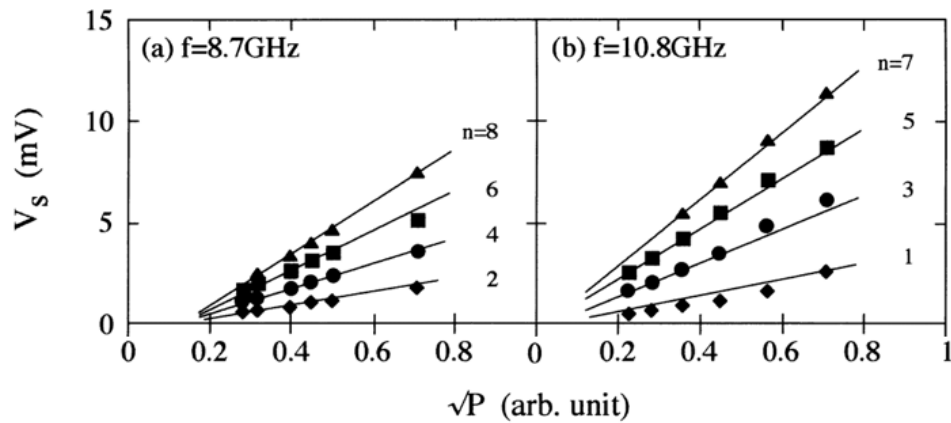 15
10
5
0
V_S (mV)
(a) f=8.7GHz
n=8
6
4
2
0 0.2 0.4 0.6 0.8
(b) f=10.8GHz
n=7
5
3
1
0 0.2 0.4 0.6 0.8 1
√P (arb. unit)